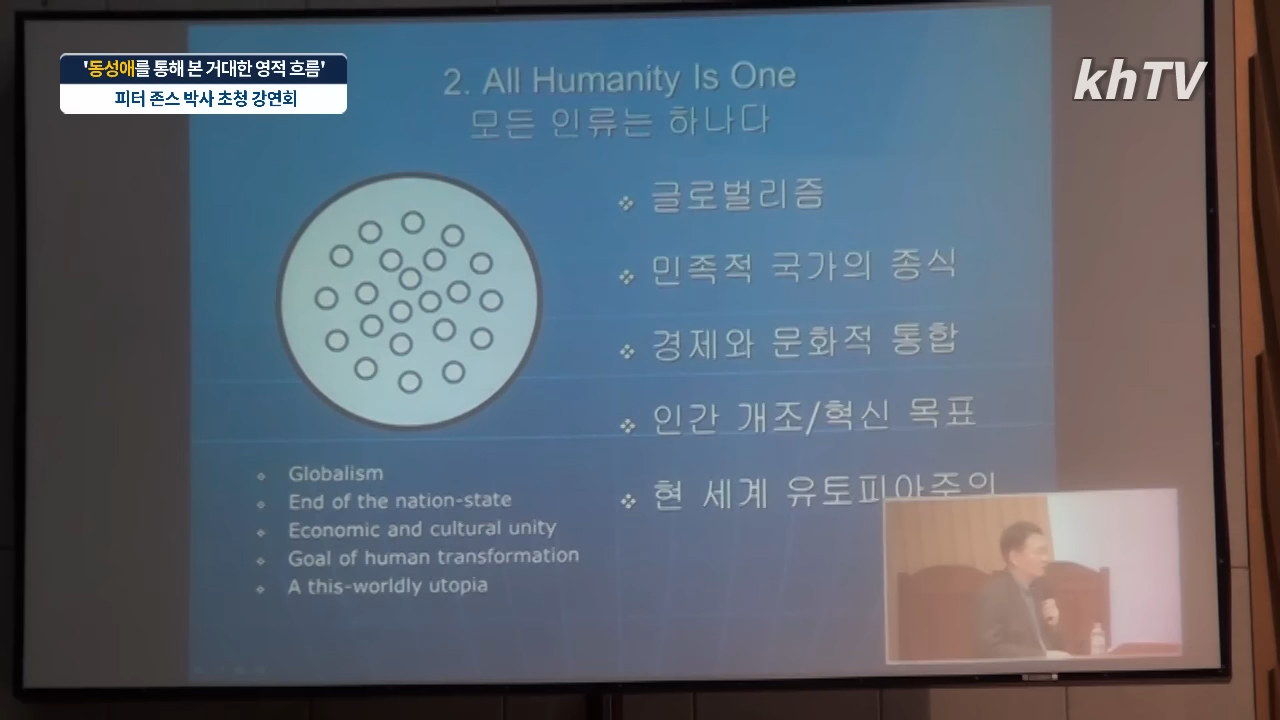 '동성애를 통해 본 거대한 영적 흐름'
피터 존스 박사 초청 강연회
khTV
2. All Humanity Is One
모든 인류는 하나다
글로벌리즘
민족적 국가의 종식
경제와 문화적 통합
인간 개조/혁신 목표
현 세계 유토피아주의
Globalism
End of the nation-state
Economic and cultural unity
Goal of human transformation
A this-worldly utopia